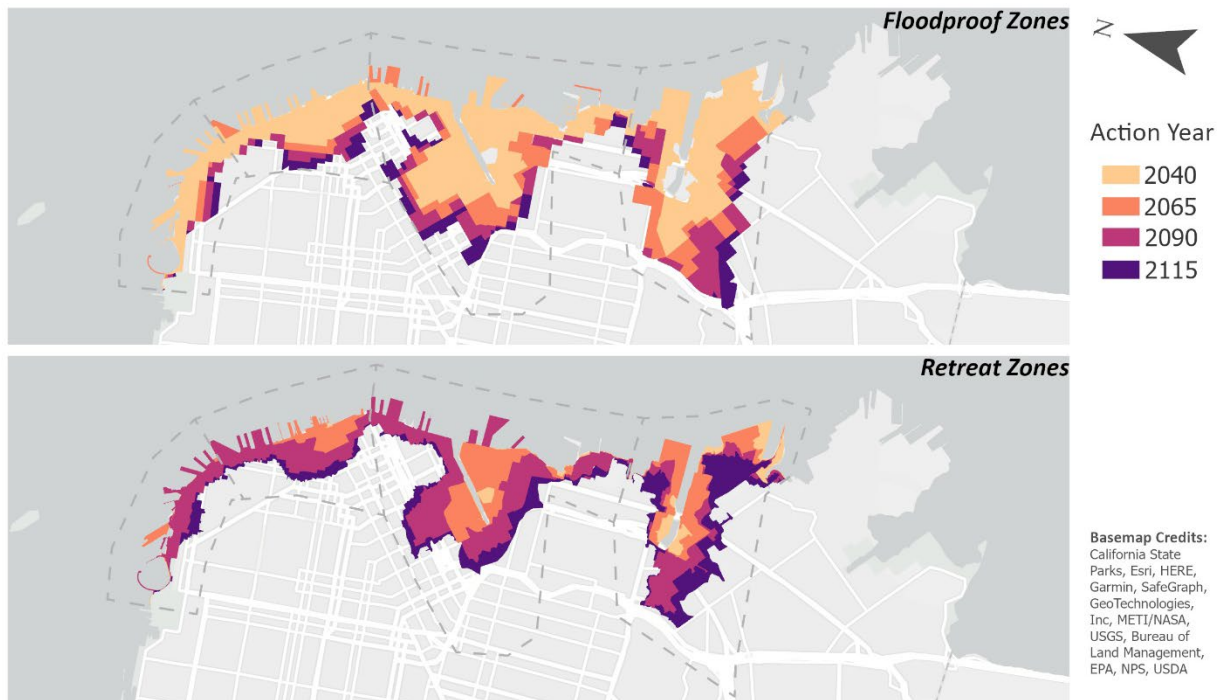 Floodproof Zones
N
Action Year
2040
2065
2090
2115
Retreat Zones
Basemap Credits:
California State
Parks, Esri, HERE,
Garmin, SafeGraph,
GeoTechnologies,
Inc, METI/NASA,
USGS, Bureau of
Land Management,
EPA, NPS, USDA